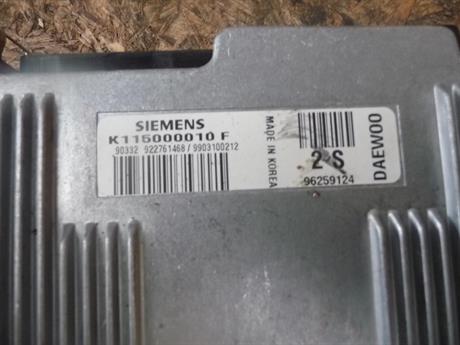 SIEMENS
K115000010 F
90332 922761468 / 9903100212
MADE IN KOREA
2 S
96259124
DAEWOO